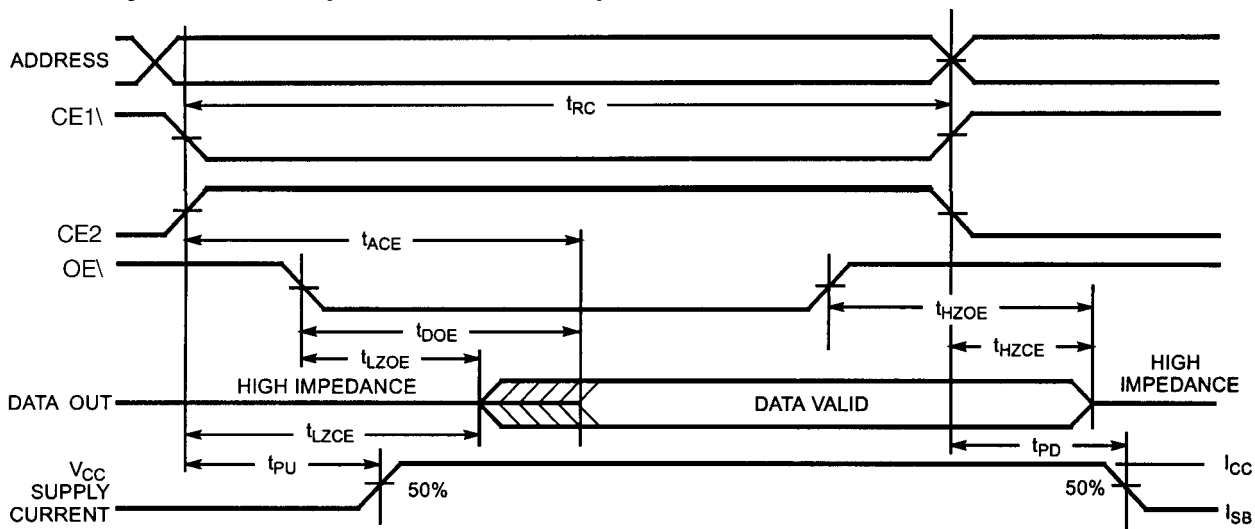 ADDRESS
tRC
CE1\
CE2
tACE
OE\
tHZOE
tDOE
tHZCE
tLZOE
HIGH IMPEDANCE
HIGH
IMPEDANCE
DATA OUT
DATA VALID
tLZCE
tPD
tPU
VCC
SUPPLY
CURRENT
50%
50%
ICC
ISB